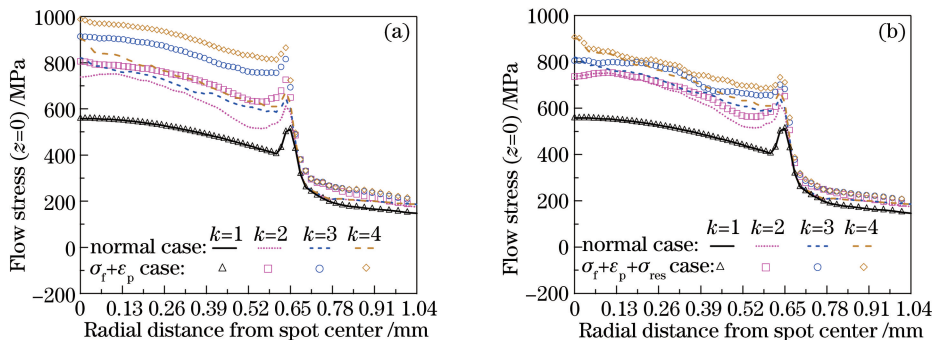 (a)
Flow stress (z=0) /MPa
1000
800
600
400
200
0
−200
k=1 k=2 k=3 k=4
normal case:
σf+εp case:
0 0.13 0.26 0.39 0.52 0.65 0.78 0.91 1.04
Radial distance from spot center /mm
(b)
Flow stress (z=0) /MPa
1000
800
600
400
200
0
−200
k=1 k=2 k=3 k=4
normal case:
σf+εp+σres case:
0 0.13 0.26 0.39 0.52 0.65 0.78 0.91 1.04
Radial distance from spot center /mm